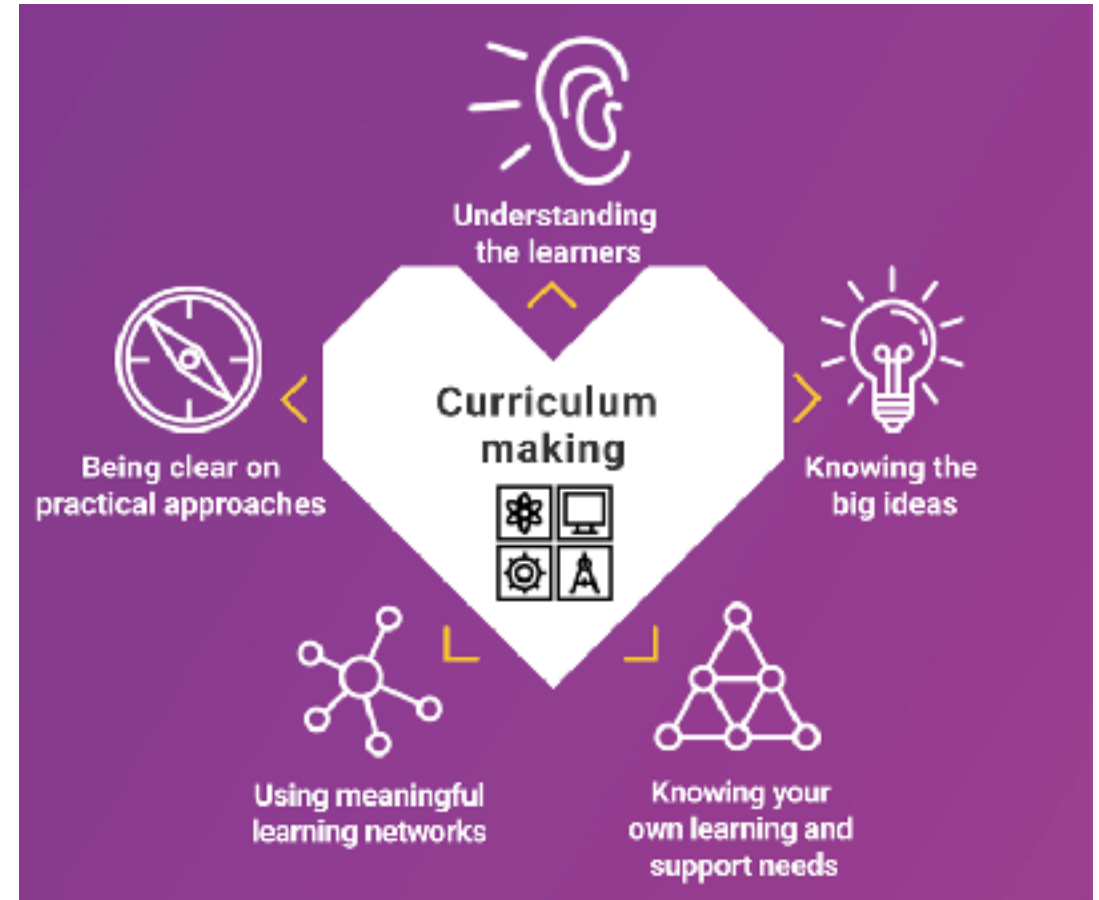 Understanding
the learners
Curriculum
making
Being clear on
practical approaches
Knowing the
big ideas
Using meaningful
learning networks
Knowing your
own learning and
support needs